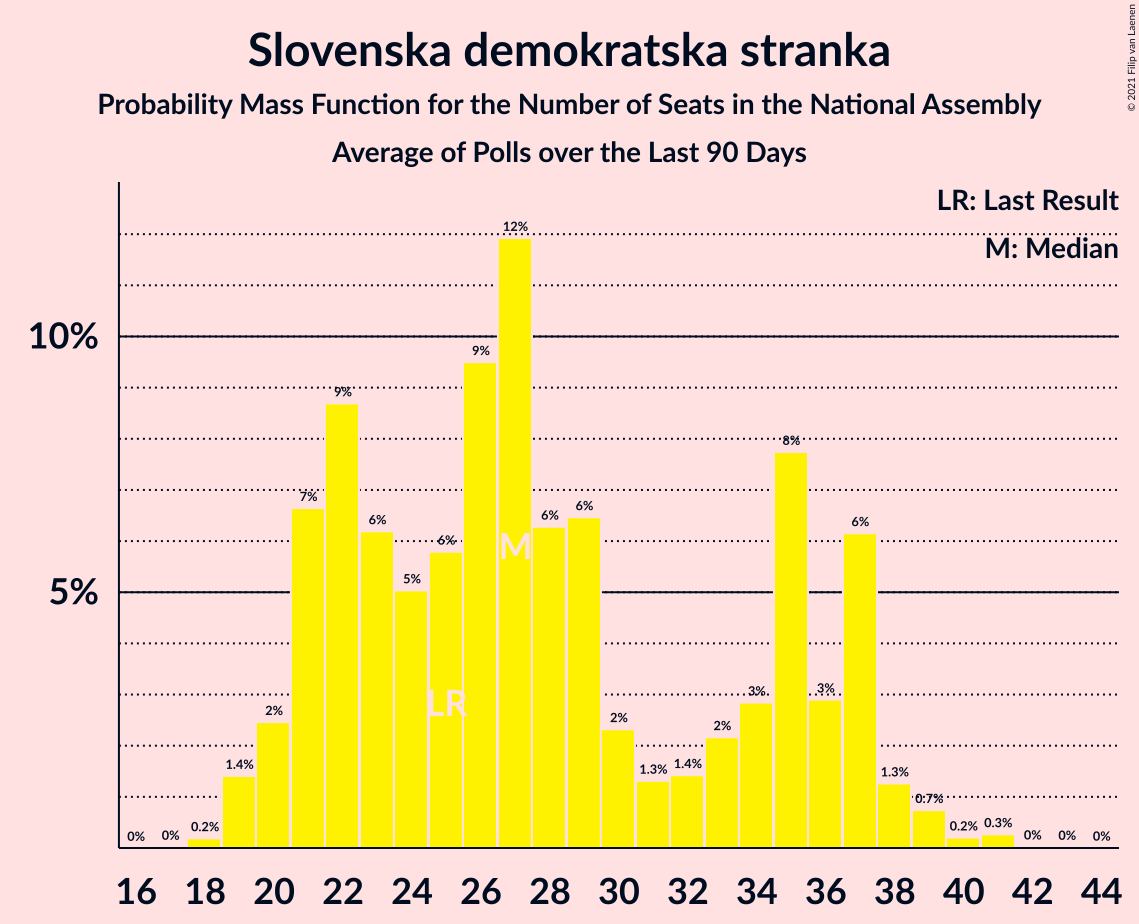 Slovenska demokratska stranka
Probability Mass Function for the Number of Seats in the National Assembly
Average of Polls over the Last 90 Days
© 2021 Filip van Laenen
LR: Last Result
M: Median
10%
5%
0% 0% 0.2% 1.4% 2% 7% 9% 6% 5% 6% 9% 12% 6% 6% 2% 1.3% 1.4% 2% 3% 8% 3% 6% 1.3% 0.7% 0.2% 0.3% 0% 0% 0%
M
LR
16 18 20 22 24 26 28 30 32 34 36 38 40 42 44